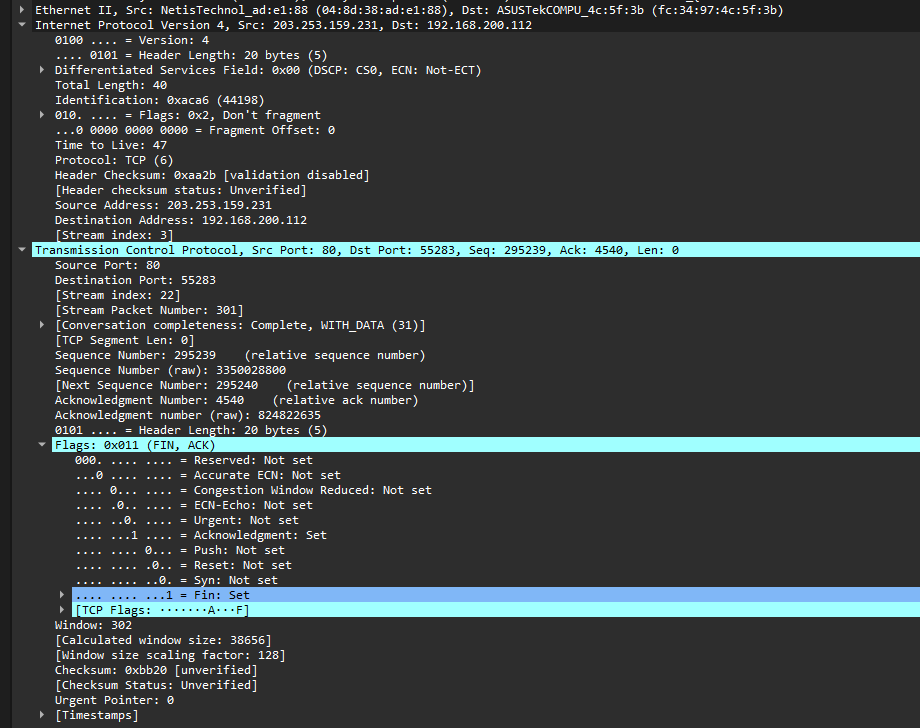 Ethernet II, Src: NetisTechnol_ad:e1:88 (04:8d:38:ad:e1:88), Dst: ASUSTekCOMPU_4c:5f:3b (fc:34:97:4c:5f:3b)
Internet Protocol Version 4, Src: 203.253.159.231, Dst: 192.168.200.112
0100 .... = Version: 4
.... 0101 = Header Length: 20 bytes (5)
Differentiated Services Field: 0x00 (DSCP: CS0, ECN: Not-ECT)
Total Length: 40
Identification: 0xaca6 (44198)
010. .... = Flags: 0x2, Don't fragment
...0 0000 0000 0000 = Fragment Offset: 0
Time to Live: 47
Protocol: TCP (6)
Header Checksum: 0xaa2b [validation disabled]
[Header checksum status: Unverified]
Source Address: 203.253.159.231
Destination Address: 192.168.200.112
[Stream index: 3]
Transmission Control Protocol, Src Port: 80, Dst Port: 55283, Seq: 295239, Ack: 4540, Len: 0
Source Port: 80
Destination Port: 55283
[Stream index: 22]
[Stream Packet Number: 301]
[Conversation completeness: Complete, WITH_DATA (31)]
[TCP Segment Len: 0]
Sequence Number: 295239    (relative sequence number)
Sequence Number (raw): 3350028800
[Next Sequence Number: 295240    (relative sequence number)]
Acknowledgment Number: 4540    (relative ack number)
Acknowledgment number (raw): 824822635
0101 .... = Header Length: 20 bytes (5)
Flags: 0x011 (FIN, ACK)
000. .... .... = Reserved: Not set
...0 .... .... = Accurate ECN: Not set
.... 0... .... = Congestion Window Reduced: Not set
.... .0.. .... = ECN-Echo: Not set
.... ..0. .... = Urgent: Not set
.... ...1 .... = Acknowledgment: Set
.... .... 0... = Push: Not set
.... .... .0.. = Reset: Not set
.... .... ..0. = Syn: Not set
.... .... ...1 = Fin: Set
[TCP Flags: ·······A···F]
Window: 302
[Calculated window size: 38656]
[Window size scaling factor: 128]
Checksum: 0xbb20 [unverified]
[Checksum Status: Unverified]
Urgent Pointer: 0
[Timestamps]